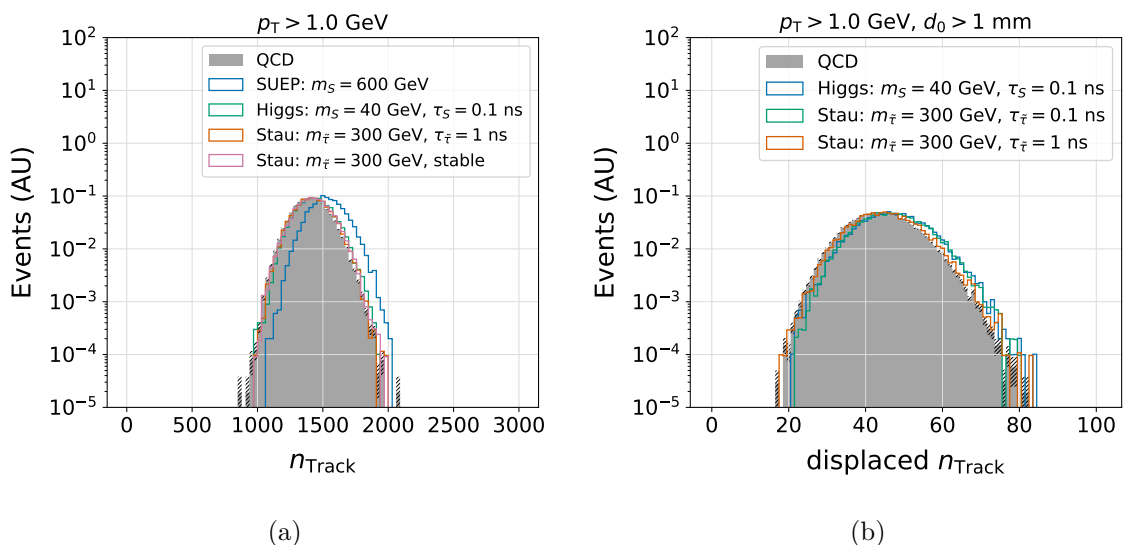 p_T > 1.0 GeV
10^2
10^1
10^0
10^−1
10^−2
10^−3
10^−4
10^−5
Events (AU)
QCD
SUEP: m_S = 600 GeV
Higgs: m_S = 40 GeV, τ_S = 0.1 ns
Stau: m_τ̃ = 300 GeV, τ_τ̃ = 1 ns
Stau: m_τ̃ = 300 GeV, stable
0 500 1000 1500 2000 2500 3000
n_Track
(a)
p_T > 1.0 GeV, d_0 > 1 mm
10^2
10^1
10^0
10^−1
10^−2
10^−3
10^−4
10^−5
Events (AU)
QCD
Higgs: m_S = 40 GeV, τ_S = 0.1 ns
Stau: m_τ̃ = 300 GeV, τ_τ̃ = 0.1 ns
Stau: m_τ̃ = 300 GeV, τ_τ̃ = 1 ns
0 20 40 60 80 100
displaced n_Track
(b)